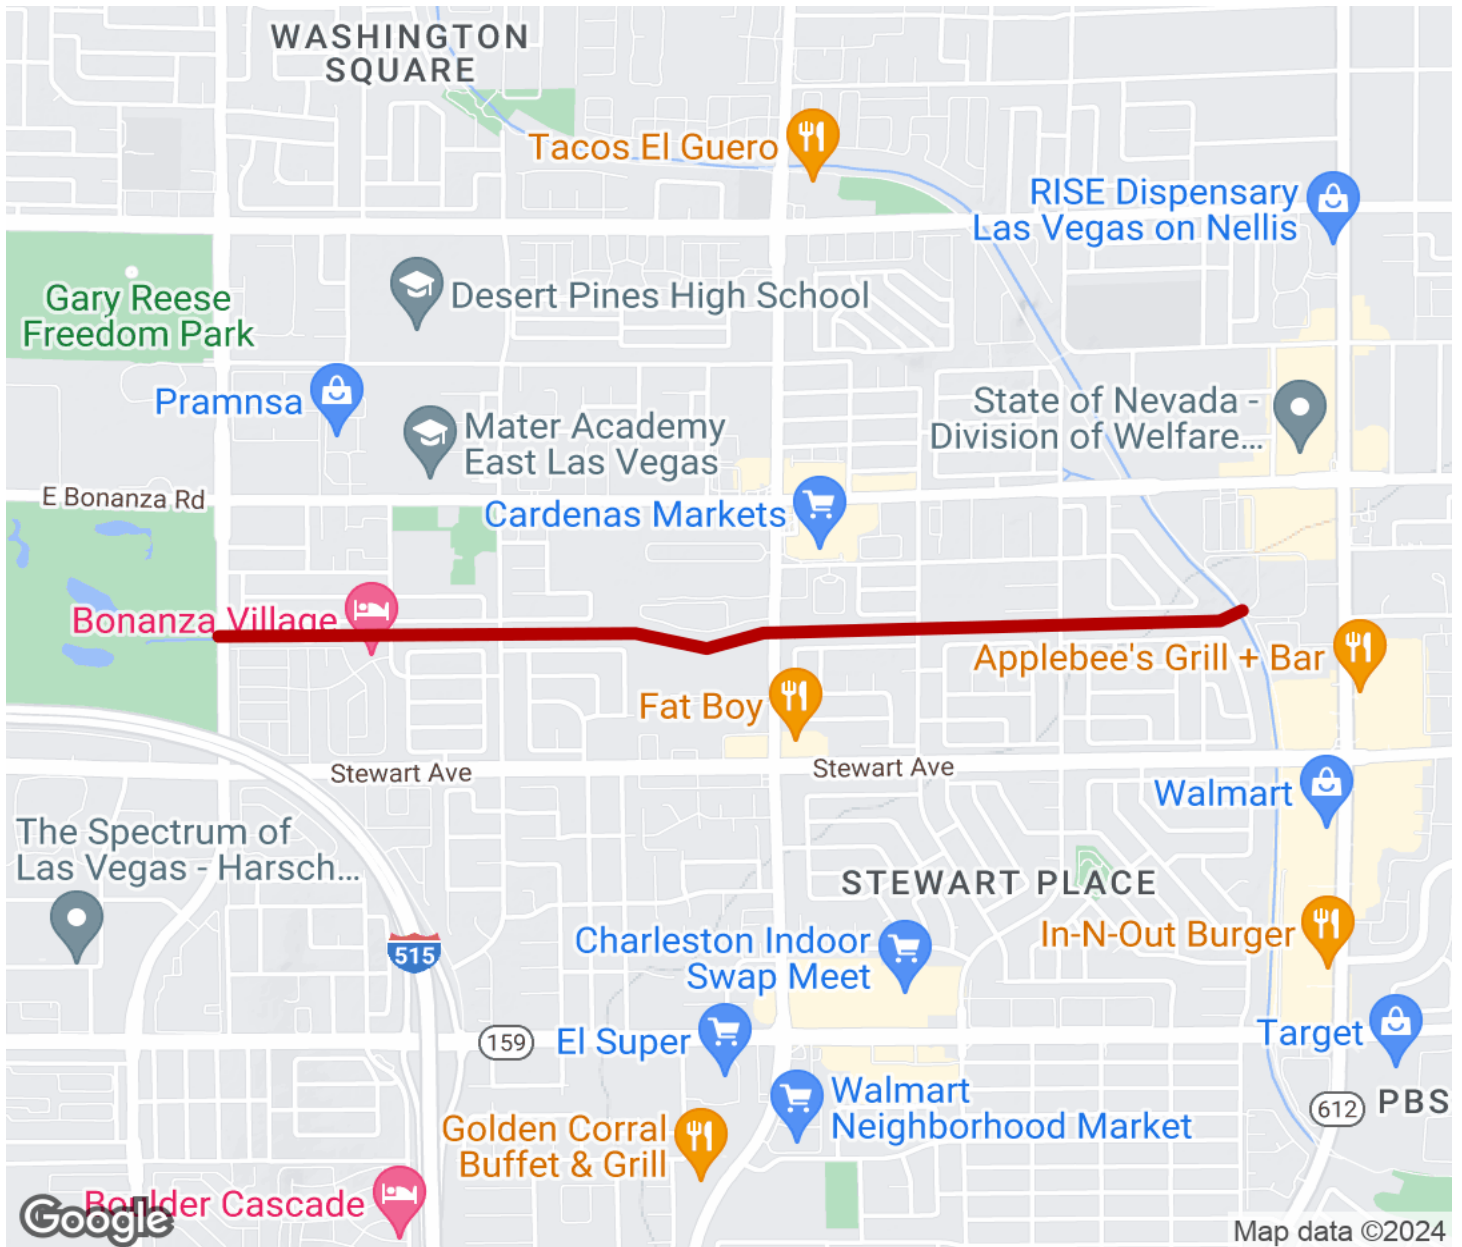 WASHINGTON
SQUARE
Tacos El Guero
RISE Dispensary
Las Vegas on Nellis
Gary Reese
Freedom Park
Desert Pines High School
Pramnsa
Mater Academy
East Las Vegas
State of Nevada -
Division of Welfare...
E Bonanza Rd
Cardenas Markets
Bonanza Village
Applebee's Grill + Bar
Fat Boy
Stewart Ave
Stewart Ave
Walmart
The Spectrum of
Las Vegas - Harsch...
STEWART PLACE
515
Charleston Indoor
Swap Meet
In-N-Out Burger
159
El Super
Target
Walmart
Neighborhood Market
612
PBS
Golden Corral
Buffet & Grill
Boulder Cascade
Google
Map data ©2024